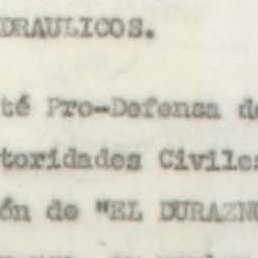 DRAULICOS.
té Pro-Defensa de
toridades Civiles
ón de "EL DURAZNO